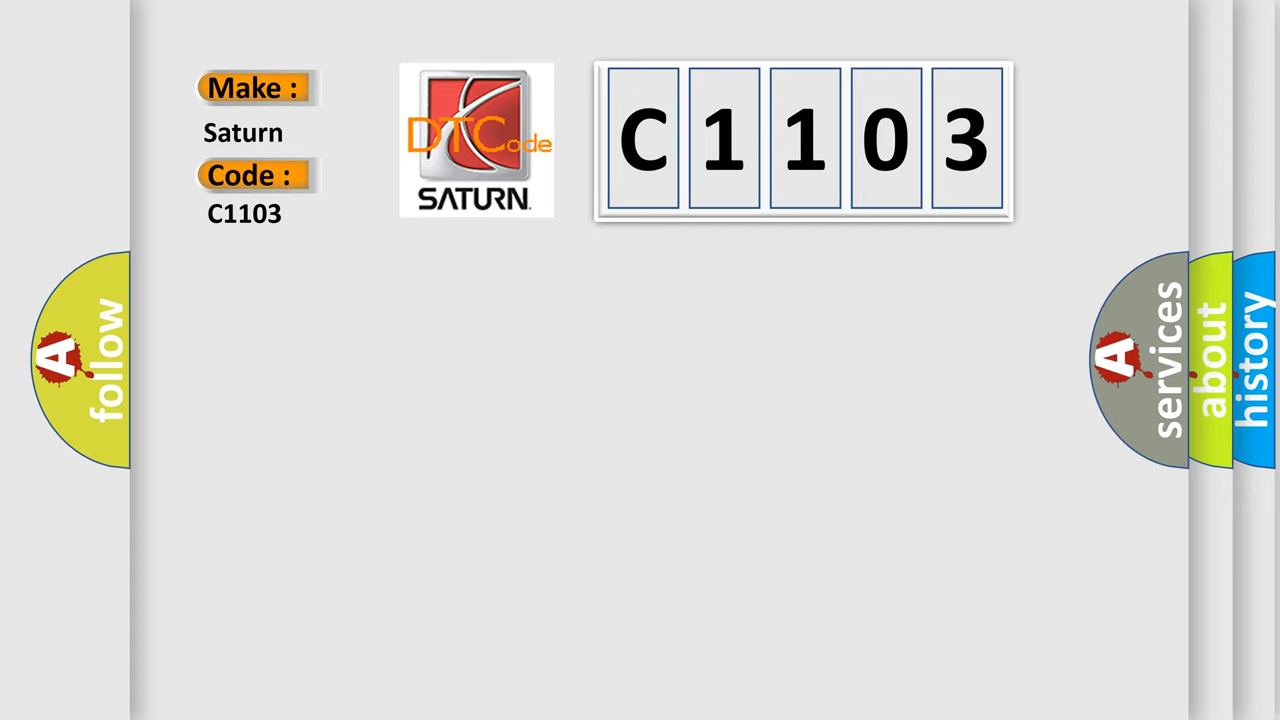 Make :
Saturn
Code :
C1103
DTCode
SATURN
C 1 1 0 3
A follow
A services
about
history